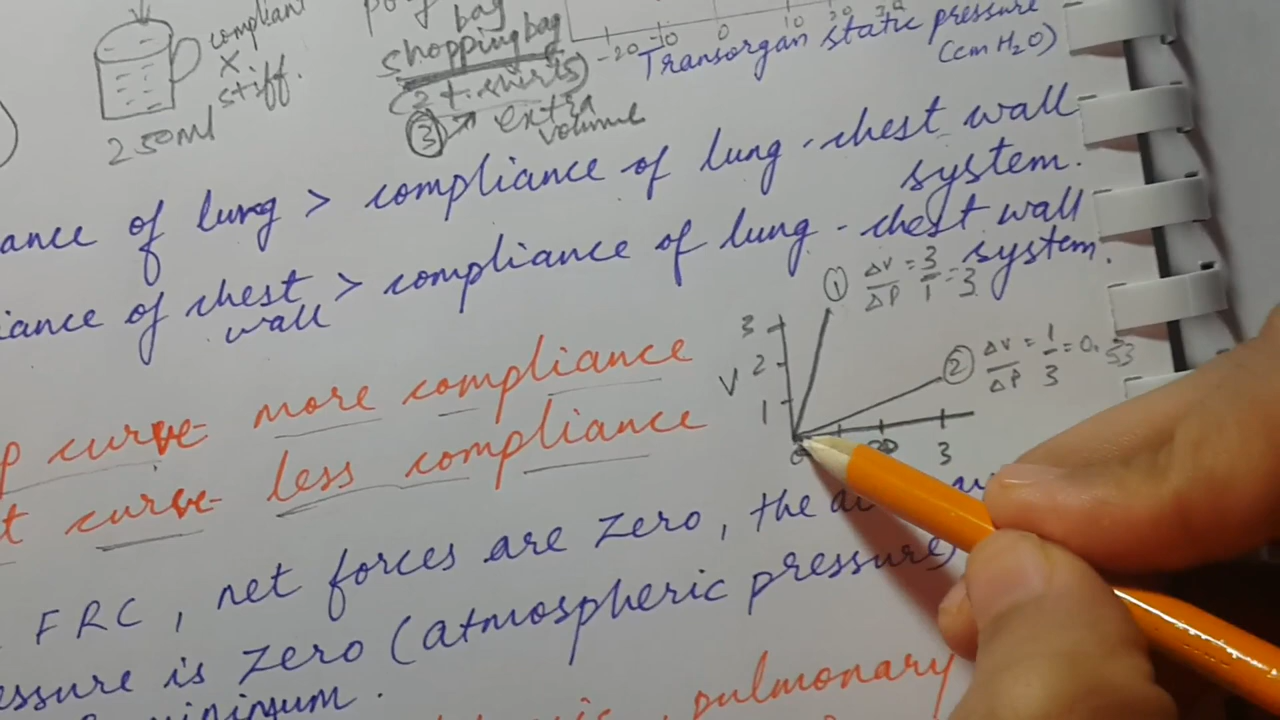 compliant
X
stiff.
250ml
bag
shopping bag
(2 t. shirts)
③ extra
volume
-20 -10 0 10 20 30
Transorgan static pressure
(cm H2O)
ance of lung > compliance of lung - chest wall
system.
iance of chest > compliance of lung - chest wall
wall system.
① ΔV/ΔP = 3/1 = 3
3
2
V
1
② ΔV/ΔP = 1/3 = 0.33
3
p curve more compliance
t curve less compliance
FRC, net forces are zero, the
essure is zero (atmospheric pressure)
minimum.
pulmonary